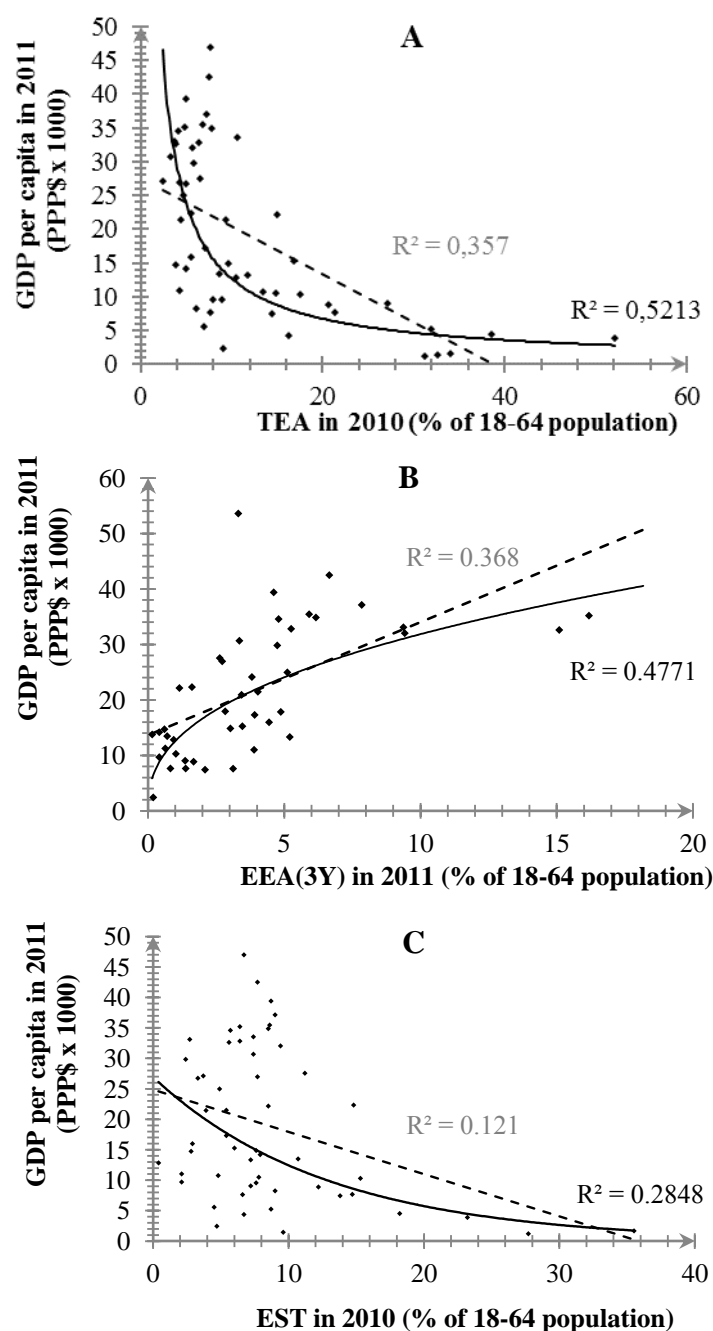 A
GDP per capita in 2011
(PPP$ x 1000)
50
45
40
35
30
25
20
15
10
5
0
R² = 0,357
R² = 0,5213
0
20
40
60
TEA in 2010 (% of 18-64 population)
B
GDP per capita in 2011
(PPP$ x 1000)
60
50
40
30
20
10
0
R² = 0.368
R² = 0.4771
0
5
10
15
20
EEA(3Y) in 2011 (% of 18-64 population)
C
GDP per capita in 2011
(PPP$ x 1000)
50
45
40
35
30
25
20
15
10
5
0
R² = 0.121
R² = 0.2848
0
10
20
30
40
EST in 2010 (% of 18-64 population)